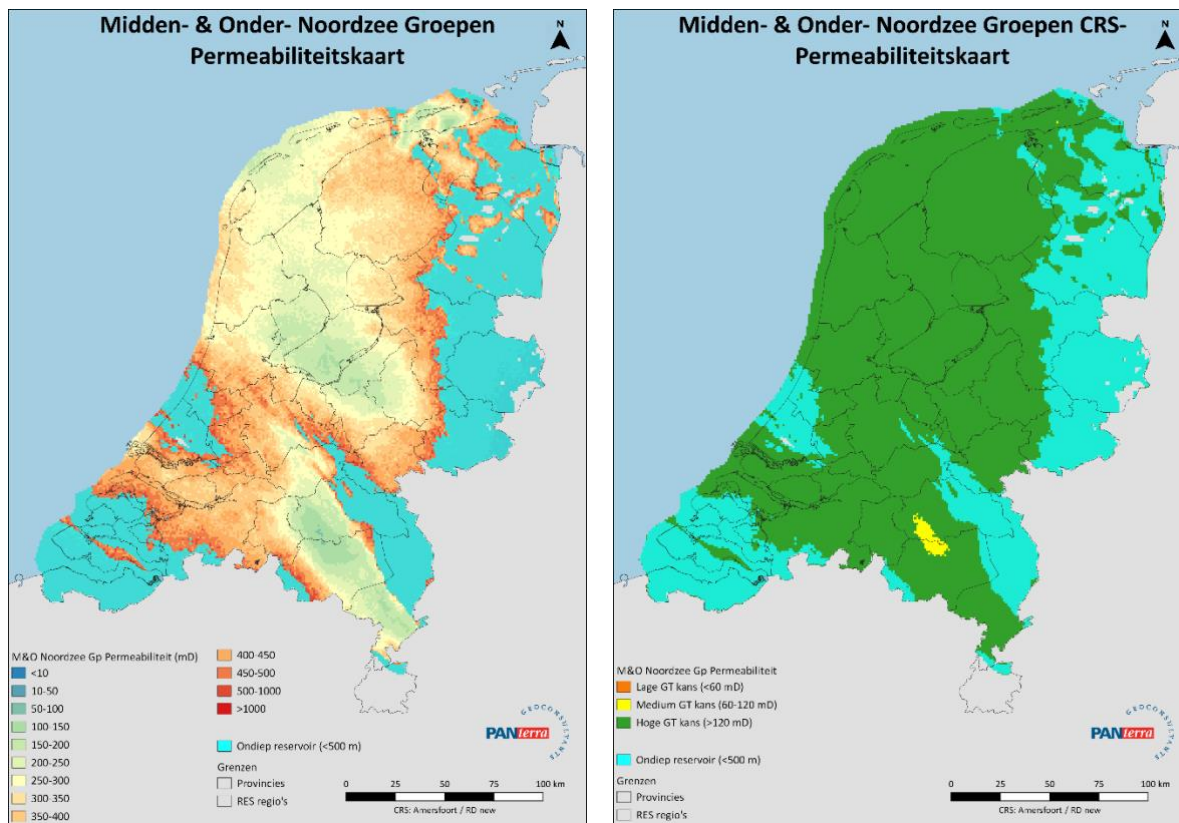 Midden- & Onder- Noordzee Groepen
Permeabiliteitskaart
N
M&O Noordzee Gp Permeabiliteit (mD)
<10
10-50
50-100
100-150
150-200
200-250
250-300
300-350
350-400
400-450
450-500
500-1000
>1000
Ondiep reservoir (<500 m)
Grenzen
Provincies
RES regio's
PANterra
GEOCONSULTANTS
0 25 50 75 100 km
CRS: Amersfoort / RD new
Midden- & Onder- Noordzee Groepen CRS-
Permeabiliteitskaart
N
M&O Noordzee Gp Permeabiliteit
Lage GT kans (<60 mD)
Medium GT kans (60-120 mD)
Hoge GT kans (>120 mD)
Ondiep reservoir (<500 m)
Grenzen
Provincies
RES regio's
PANterra
GEOCONSULTANTS
0 25 50 75 100 km
CRS: Amersfoort / RD new